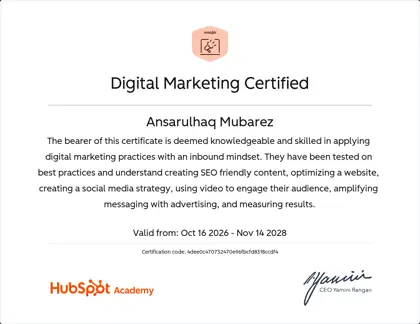 Digital Marketing Certified
Ansarulhaq Mubarez
The bearer of this certificate is deemed knowledgeable and skilled in applying
digital marketing practices with an inbound mindset. They have been tested on
best practices and understand creating SEO friendly content, optimizing a website,
creating a social media strategy, using video to engage their audience, amplifying
messaging with advertising, and measuring results.
Valid from: Oct 16 2026 - Nov 14 2028
Certification code: 4dee0c470732470e96fbcfd8318ccdf4
HubSpot Academy
CEO Yamini Rangan